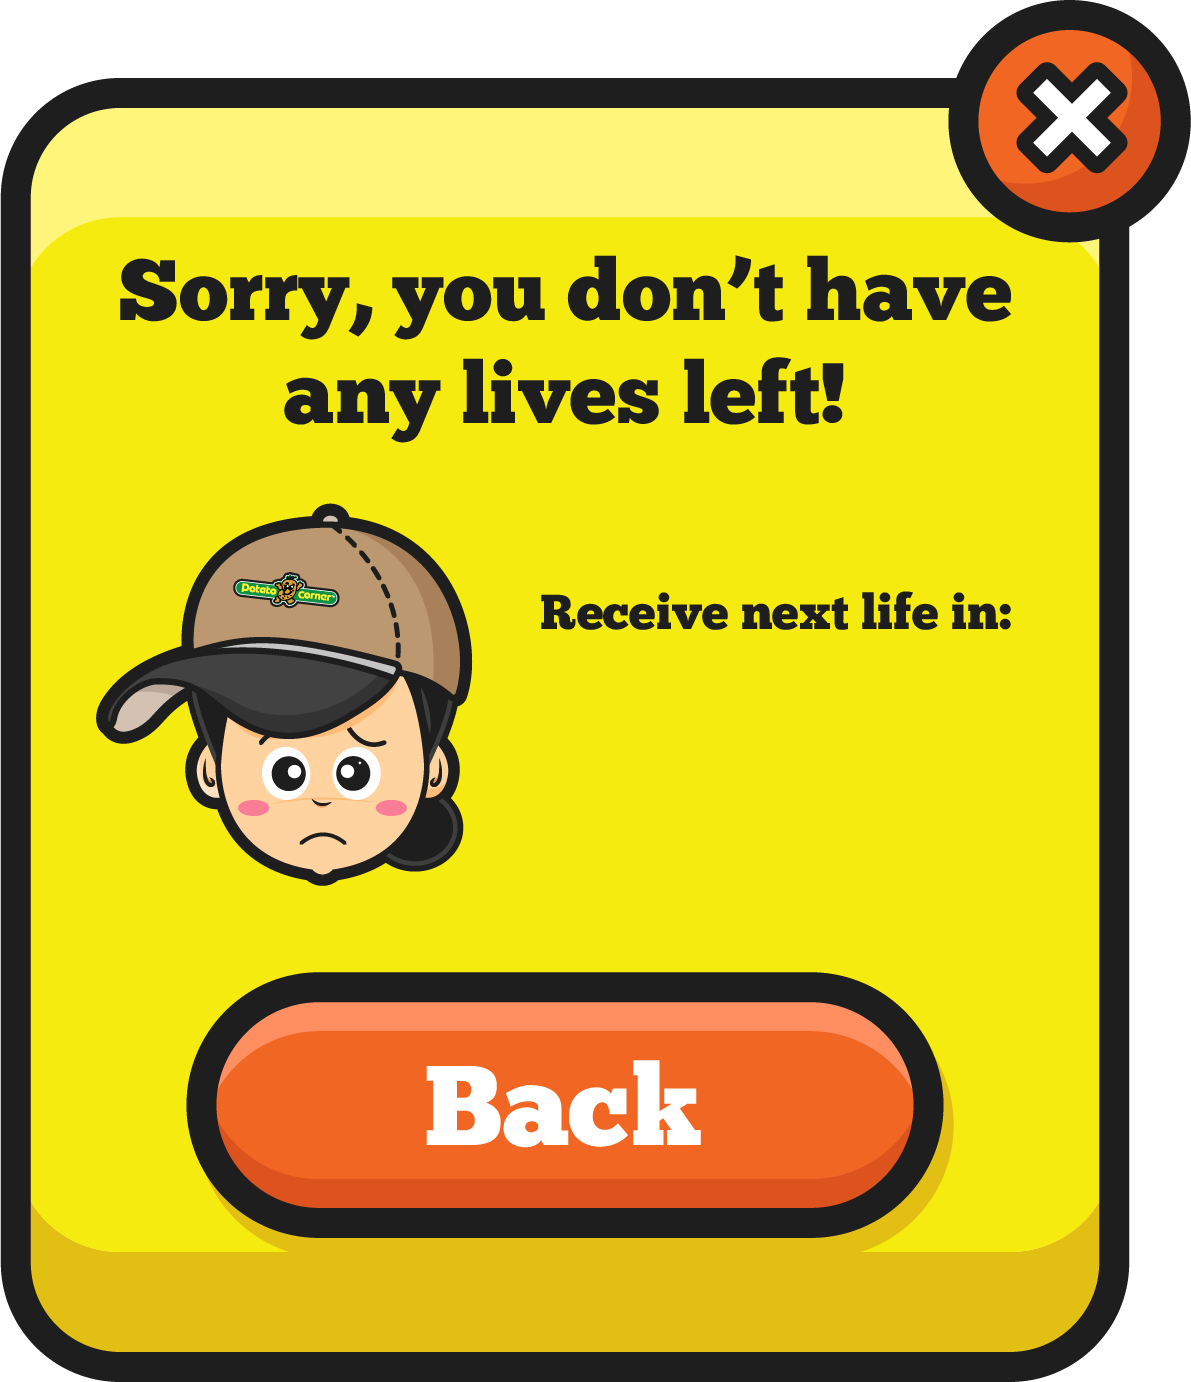 Sorry, you don’t have
any lives left!
Potato Corner
Receive next life in:
Back